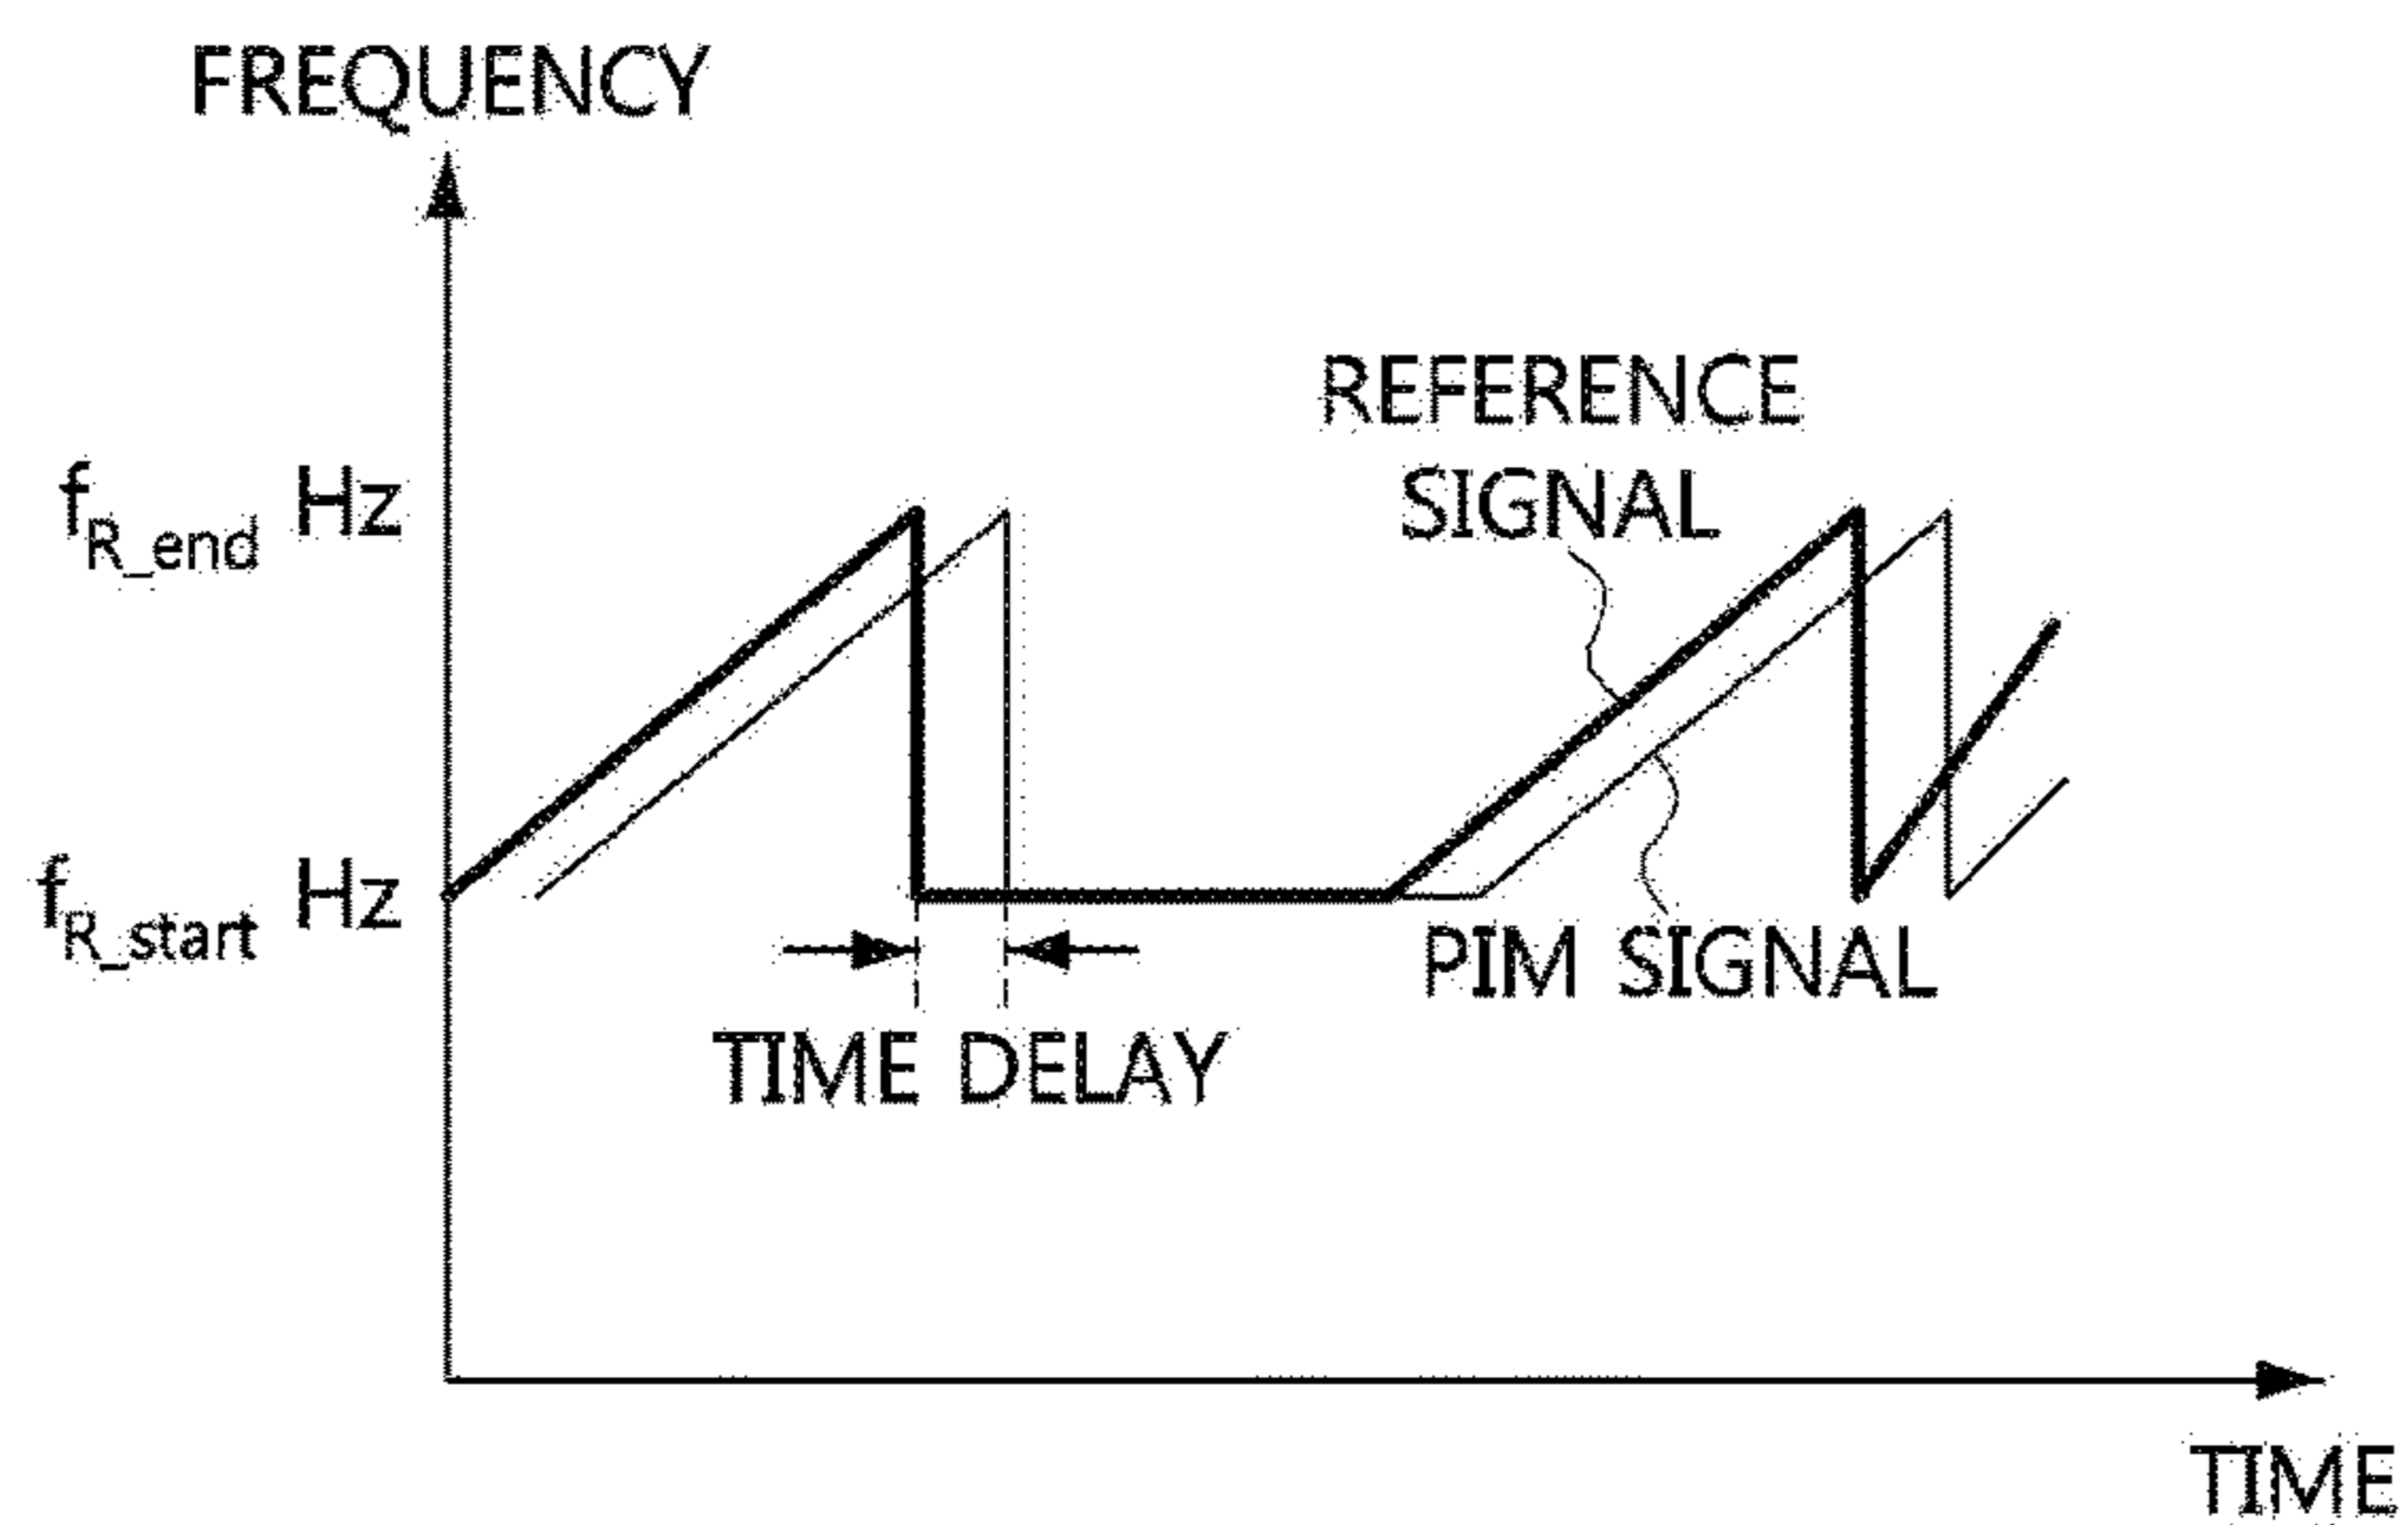 FREQUENCY
REFERENCE
SIGNAL
fR_end Hz
fR_start Hz
PIM SIGNAL
TIME DELAY
TIME